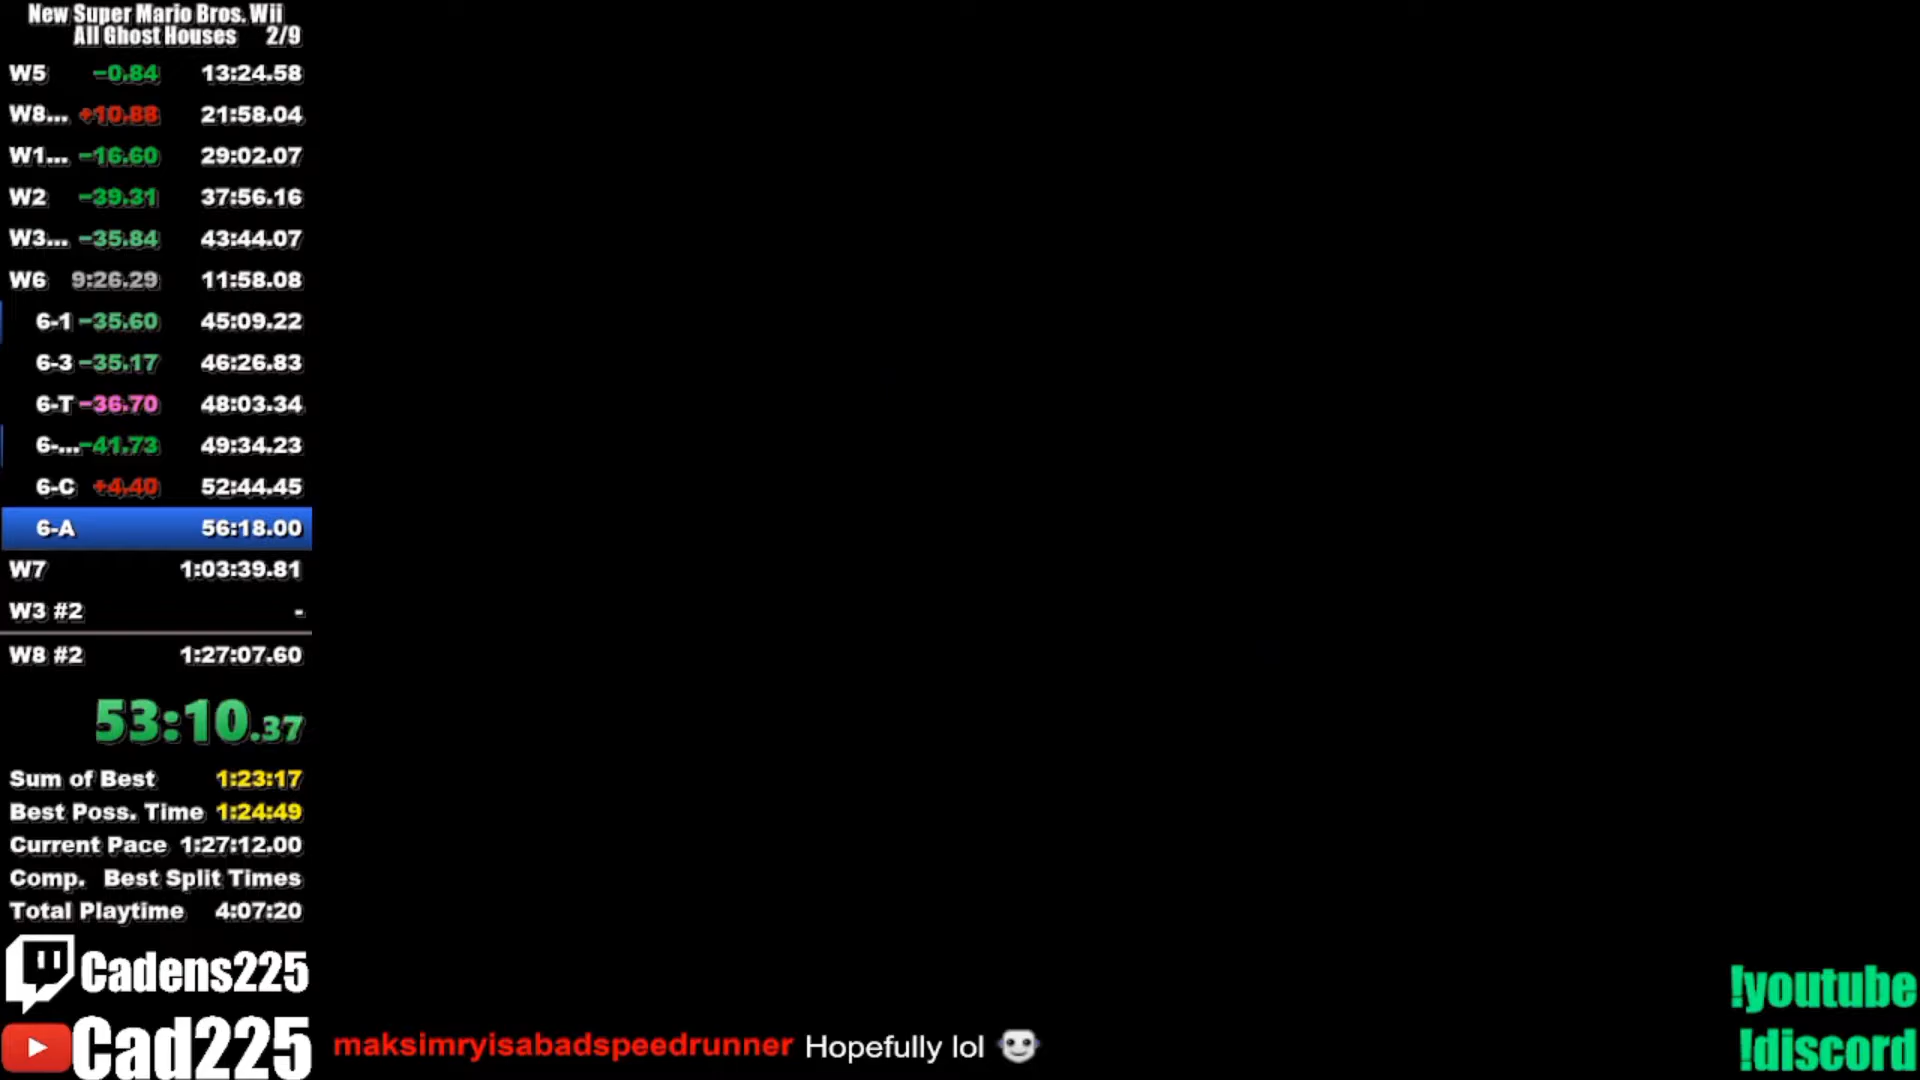 New Super Mario Bros. Wii
All Ghost Houses 2/9
W5 -0.84 13:24.58
W8... +10.88 21:58.04
W1... -16.60 29:02.07
W2 -39.31 37:56.16
W3... -35.84 43:44.07
W6 9:26.29 11:58.08
6-1 -35.60 45:09.22
6-3 -35.17 46:26.83
6-T -36.70 48:03.34
6-... -41.73 49:34.23
6-C +4.40 52:44.45
6-A 56:18.00
W7 1:03:39.81
W3 #2 -
W8 #2 1:27:07.60
53:10.37
Sum of Best 1:23:17
Best Poss. Time 1:24:49
Current Pace 1:27:12.00
Comp. Best Split Times
Total Playtime 4:07:20
Cadens225
Cad225
maksimryisabadspeedrunner Hopefully lol
!youtube
!discord